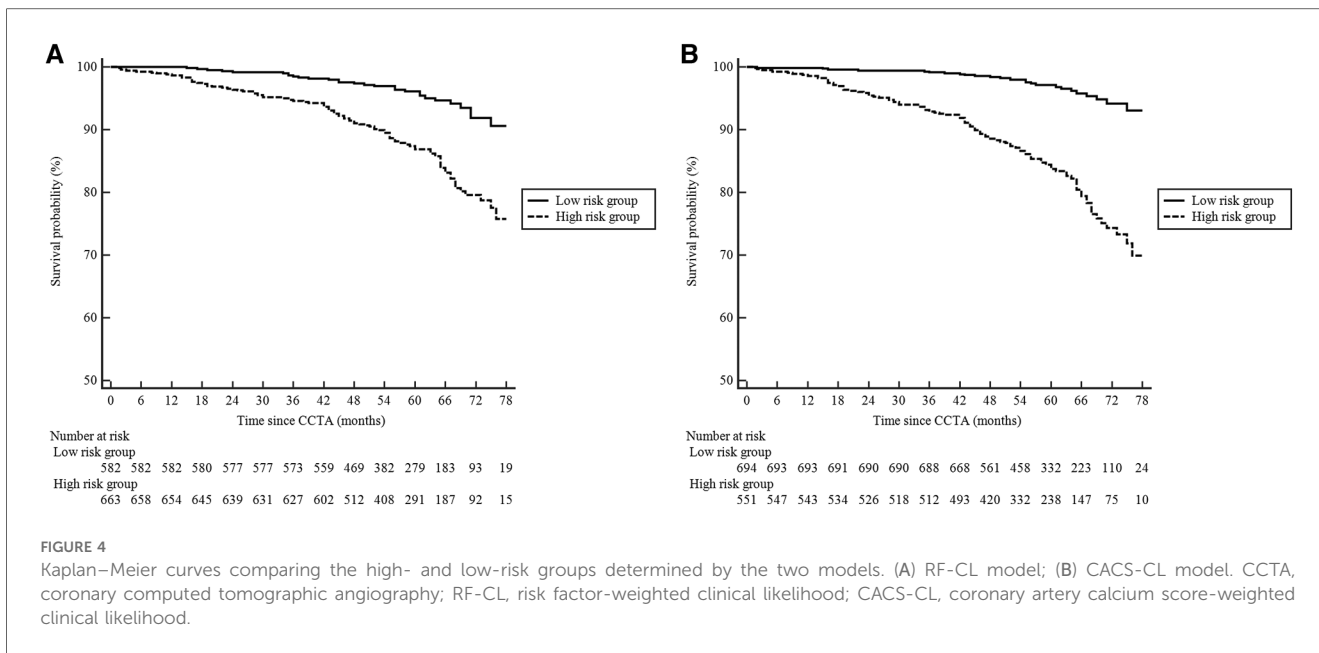 A
Survival probability (%)
100
90
80
70
60
50
0 6 12 18 24 30 36 42 48 54 60 66 72 78
Time since CCTA (months)
Low risk group
High risk group
Number at risk
Low risk group
582 582 582 580 577 577 573 559 469 382 279 183 93 19
High risk group
663 658 654 645 639 631 627 602 512 408 291 187 92 15
B
Survival probability (%)
100
90
80
70
60
50
0 6 12 18 24 30 36 42 48 54 60 66 72 78
Time since CCTA (months)
Low risk group
High risk group
Number at risk
Low risk group
694 693 693 691 690 690 688 668 561 458 332 223 110 24
High risk group
551 547 543 534 526 518 512 493 420 332 238 147 75 10
FIGURE 4
Kaplan–Meier curves comparing the high- and low-risk groups determined by the two models. (A) RF-CL model; (B) CACS-CL model. CCTA,
coronary computed tomographic angiography; RF-CL, risk factor-weighted clinical likelihood; CACS-CL, coronary artery calcium score-weighted
clinical likelihood.